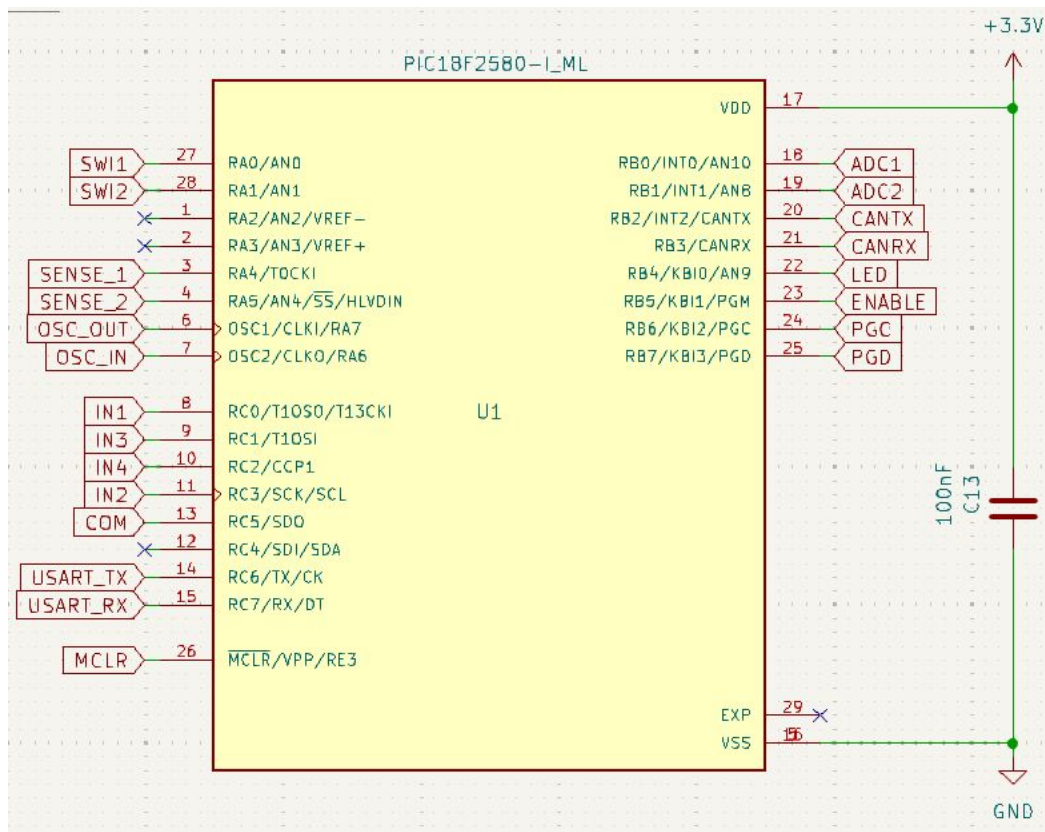 +3.3V
PIC18F2580-I_ML
VDD 17
SWI1 27 RA0/AN0 RB0/INT0/AN10 18 ADC1
SWI2 28 RA1/AN1 RB1/INT1/AN8 19 ADC2
1 RA2/AN2/VREF- RB2/INT2/CANTX 20 CANTX
2 RA3/AN3/VREF+ RB3/CANRX 21 CANRX
SENSE_1 3 RA4/T0CKI RB4/KBI0/AN9 22 LED
SENSE_2 4 RA5/AN4/SS/HLVDIN RB5/KBI1/PGM 23 ENABLE
OSC_OUT 6 OSC1/CLKI/RA7 RB6/KBI2/PGC 24 PGC
OSC_IN 7 OSC2/CLKO/RA6 RB7/KBI3/PGD 25 PGD
IN1 8 RC0/T1OSO/T13CKI U1
IN3 9 RC1/T1OSI
IN4 10 RC2/CCP1
IN2 11 RC3/SCK/SCL
COM 13 RC5/SDO
12 RC4/SDI/SDA
USART_TX 14 RC6/TX/CK
USART_RX 15 RC7/RX/DT
100nF
C13
MCLR 26 MCLR/VPP/RE3
EXP 29
VSS
GND